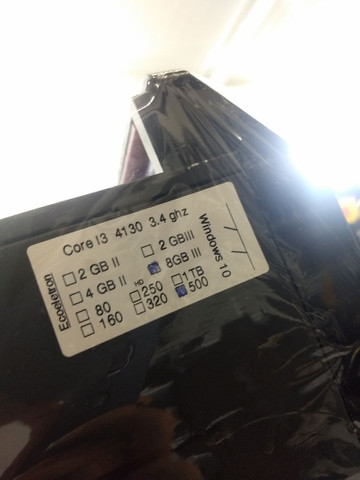 Core I3 4130 3.4 ghz
2 GB II
2 GBIII
4 GB II
8GB III
HD
80
250
1TB
160
320
500
Windows 10